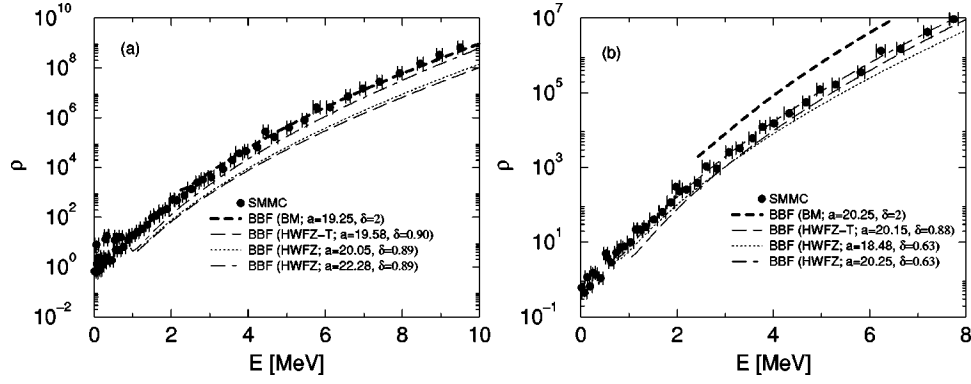 (a)
ρ
10^10
10^8
10^6
10^4
10^2
10^0
10^-2
0 2 4 6 8 10
E [MeV]
SMMC
BBF (BM; a=19.25, δ=2)
BBF (HWFZ-T; a=19.58, δ=0.90)
BBF (HWFZ; a=20.05, δ=0.89)
BBF (HWFZ; a=22.28, δ=0.89)
(b)
ρ
10^7
10^5
10^3
10^1
10^-1
0 2 4 6 8
E [MeV]
SMMC
BBF (BM; a=20.25, δ=2)
BBF (HWFZ-T; a=20.15, δ=0.88)
BBF (HWFZ; a=18.48, δ=0.63)
BBF (HWFZ; a=20.25, δ=0.63)